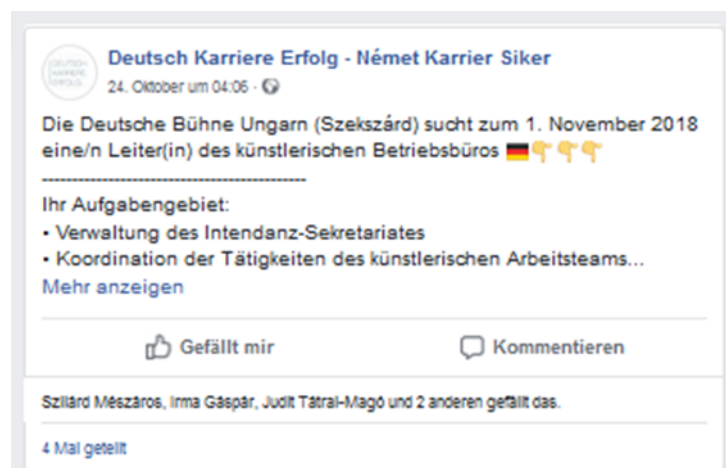 DEUTSCH
KARRIERE
ERFOLG
Deutsch Karriere Erfolg - Német Karrier Siker
24. Oktober um 04:06 ·
Die Deutsche Bühne Ungarn (Szekszárd) sucht zum 1. November 2018
eine/n Leiter(in) des künstlerischen Betriebsbüros
--------------------------------------------
Ihr Aufgabengebiet:
• Verwaltung des Intendanz-Sekretariates
• Koordination der Tätigkeiten des künstlerischen Arbeitsteams...
Mehr anzeigen
Gefällt mir
Kommentieren
Szilárd Mészáros, Irma Gáspár, Judit Tátrai-Magó und 2 anderen gefällt das.
4 Mal geteilt